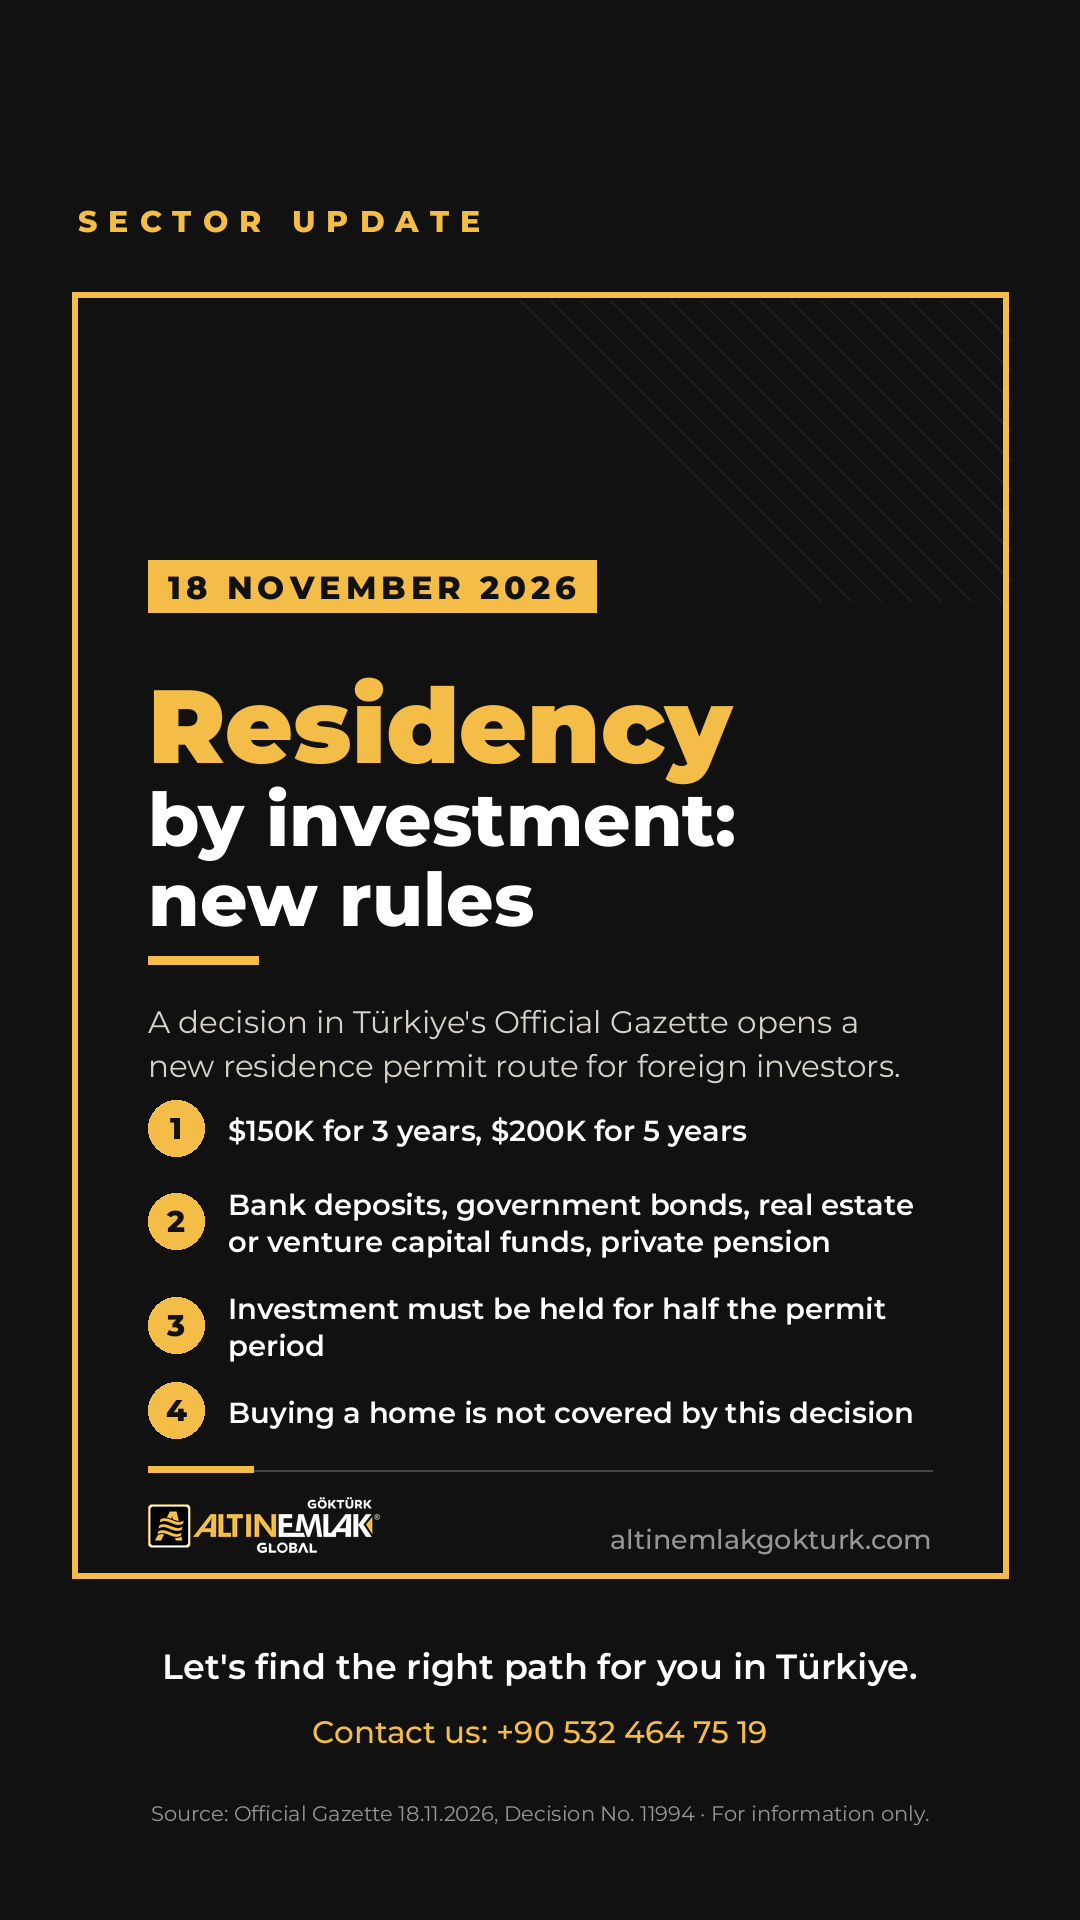 SECTOR UPDATE
18 NOVEMBER 2026
Residency
by investment:
new rules
A decision in Türkiye's Official Gazette opens a
new residence permit route for foreign investors.
1 $150K for 3 years, $200K for 5 years
2 Bank deposits, government bonds, real estate
or venture capital funds, private pension
3 Investment must be held for half the permit
period
4 Buying a home is not covered by this decision
GÖKTÜRK
ALTINEMLAK®
GLOBAL
altinemlakgokturk.com
Let's find the right path for you in Türkiye.
Contact us: +90 532 464 75 19
Source: Official Gazette 18.11.2026, Decision No. 11994 · For information only.